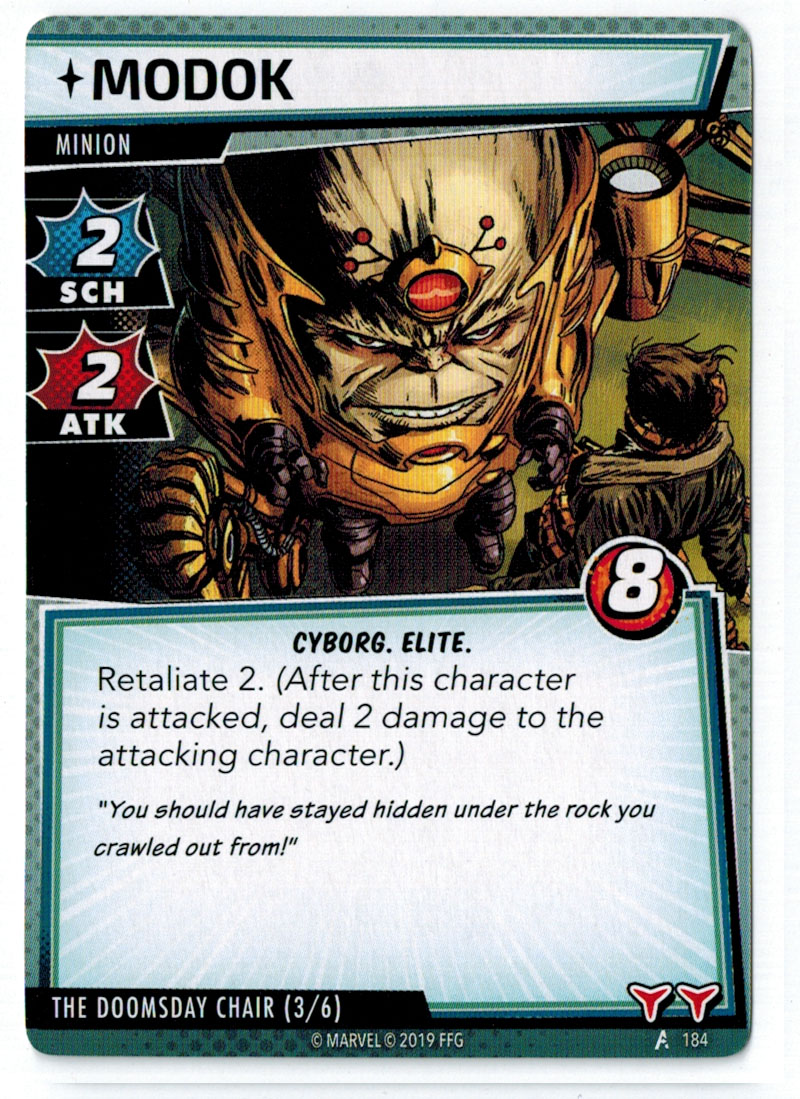 MODOK
MINION
2
SCH
2
ATK
8
CYBORG. ELITE.
Retaliate 2. (After this character
is attacked, deal 2 damage to the
attacking character.)
"You should have stayed hidden under the rock you
crawled out from!"
THE DOOMSDAY CHAIR (3/6)
© MARVEL © 2019 FFG
184